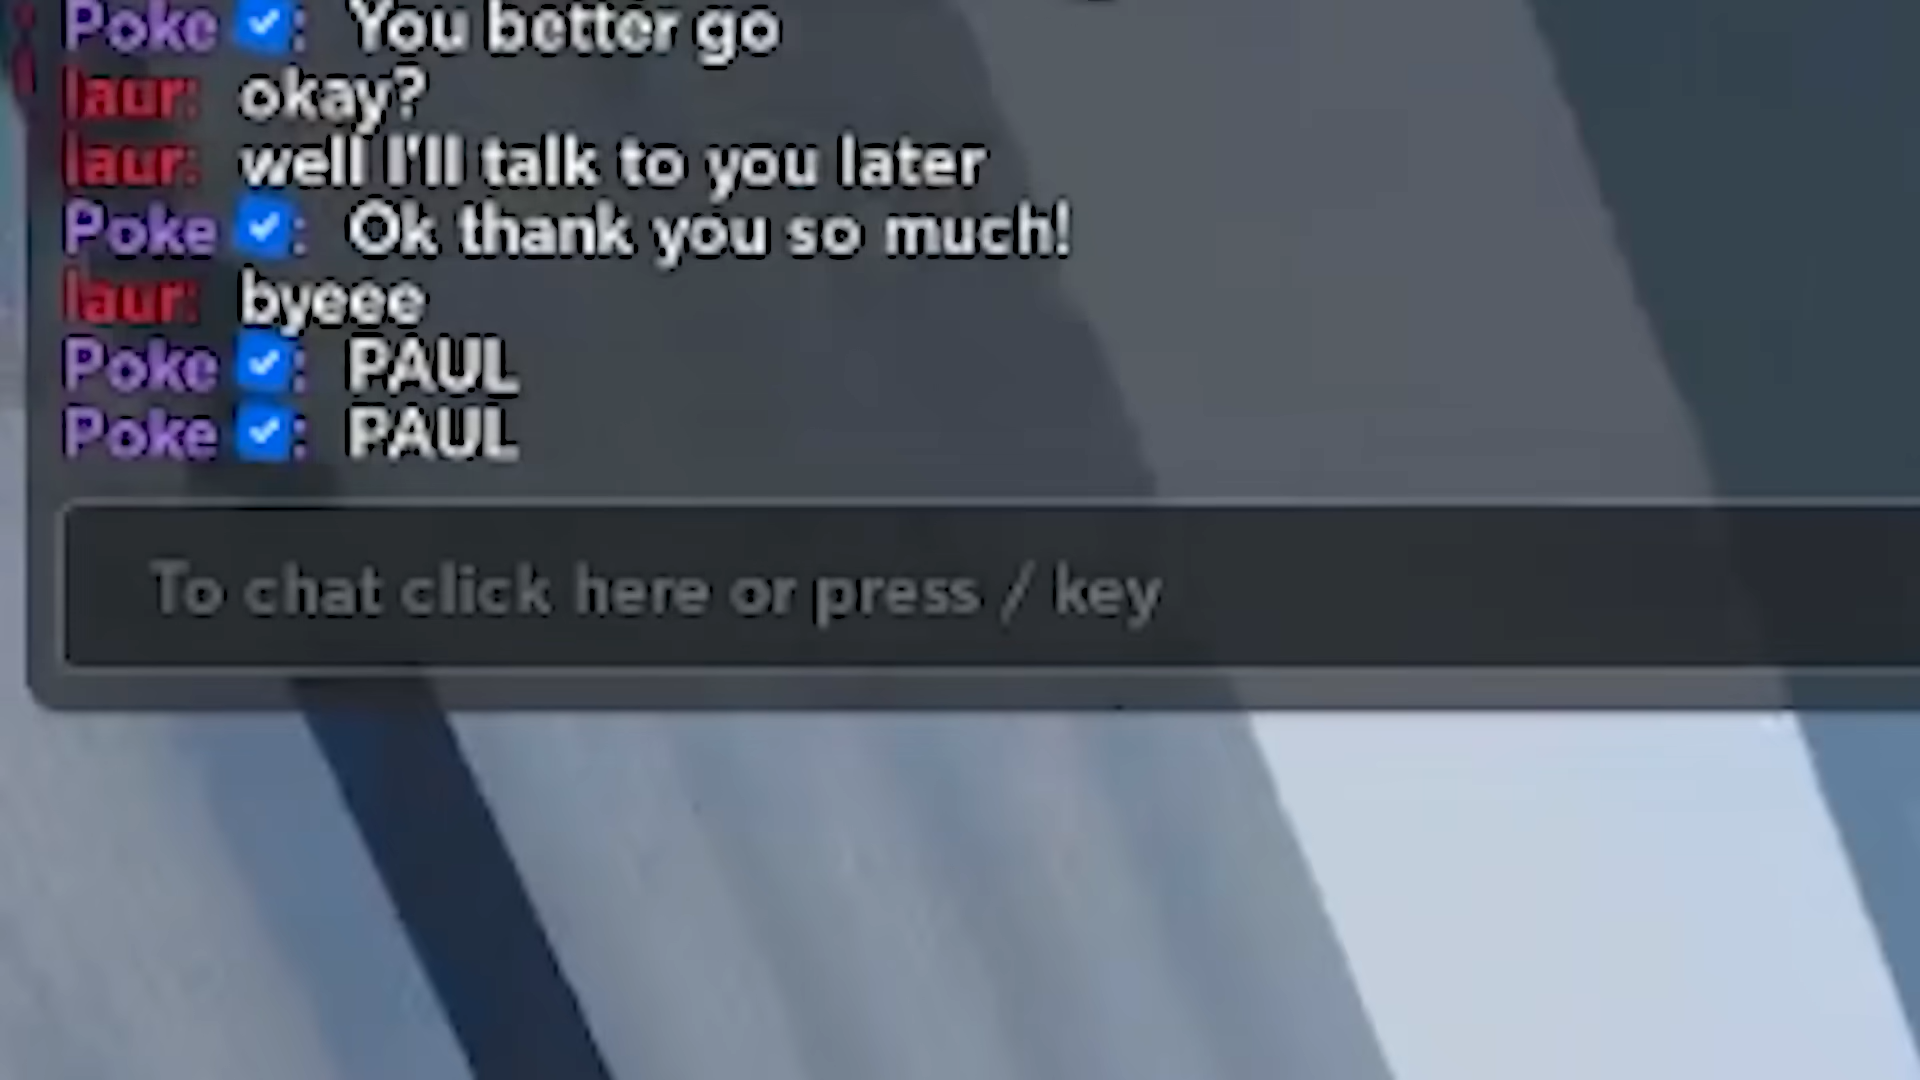 Poke ☑: You better go
laur: okay?
laur: well I'll talk to you later
Poke ☑: Ok thank you so much!
laur: byeee
Poke ☑: PAUL
Poke ☑: PAUL
To chat click here or press / key